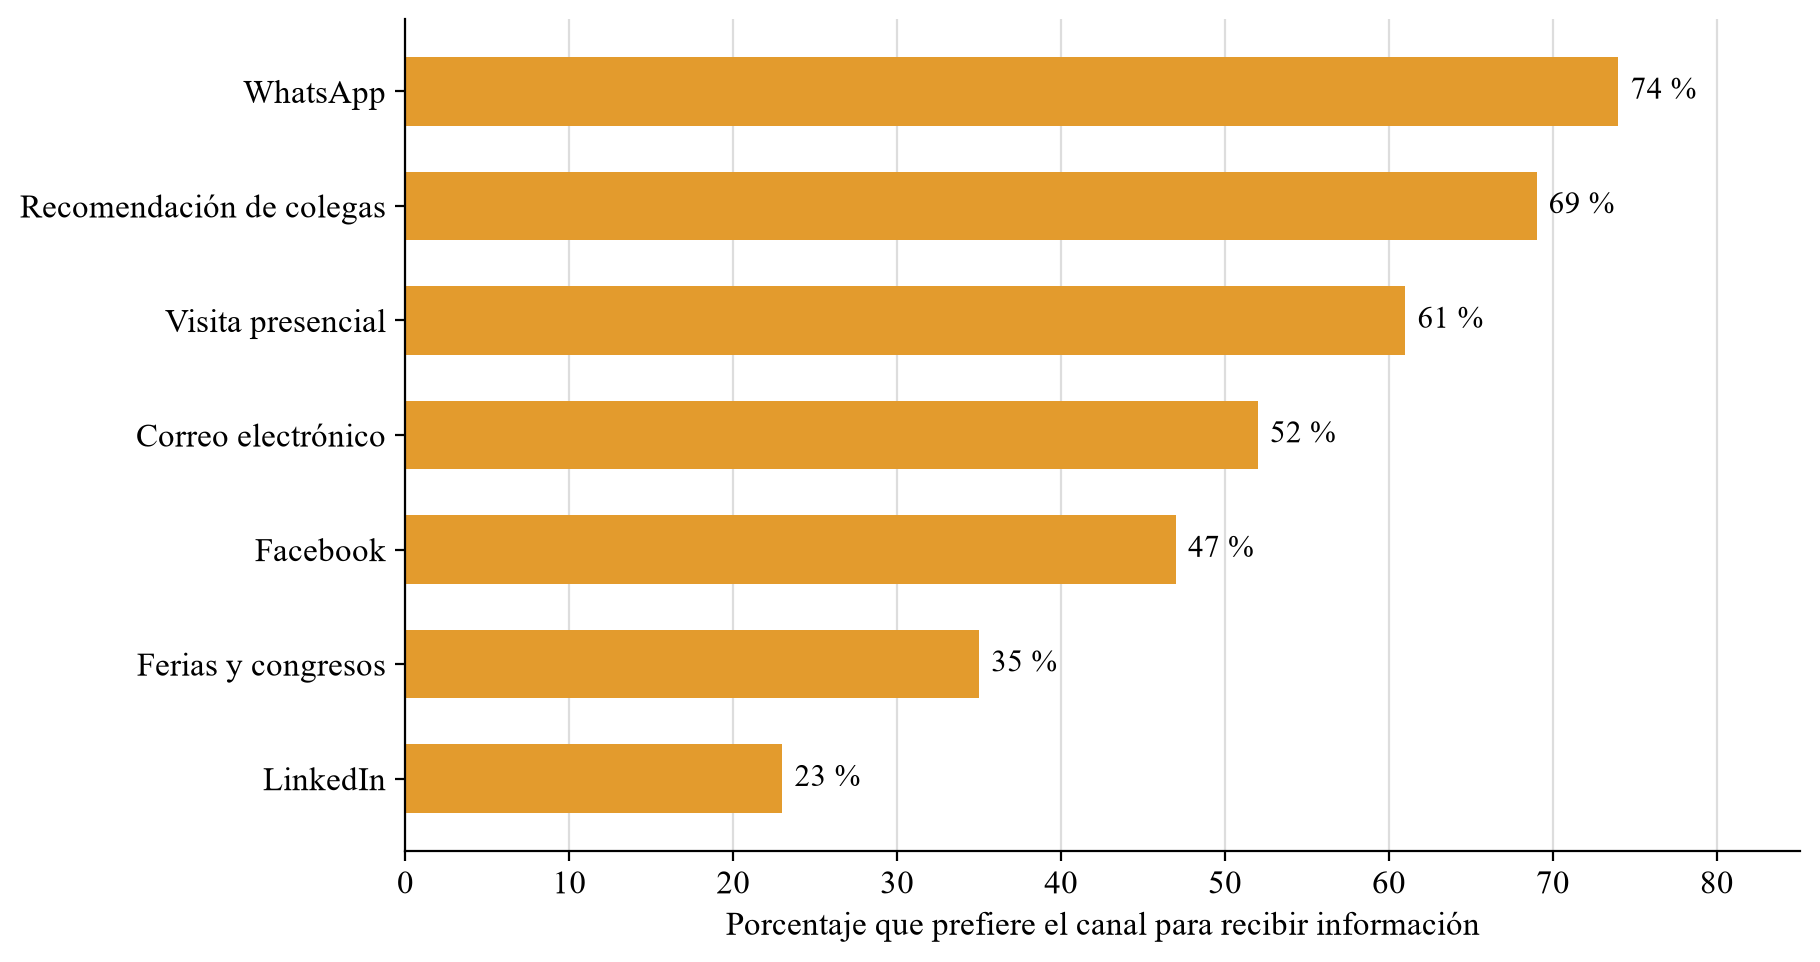 WhatsApp 74 %
Recomendación de colegas 69 %
Visita presencial 61 %
Correo electrónico 52 %
Facebook 47 %
Ferias y congresos 35 %
LinkedIn 23 %
0 10 20 30 40 50 60 70 80
Porcentaje que prefiere el canal para recibir información